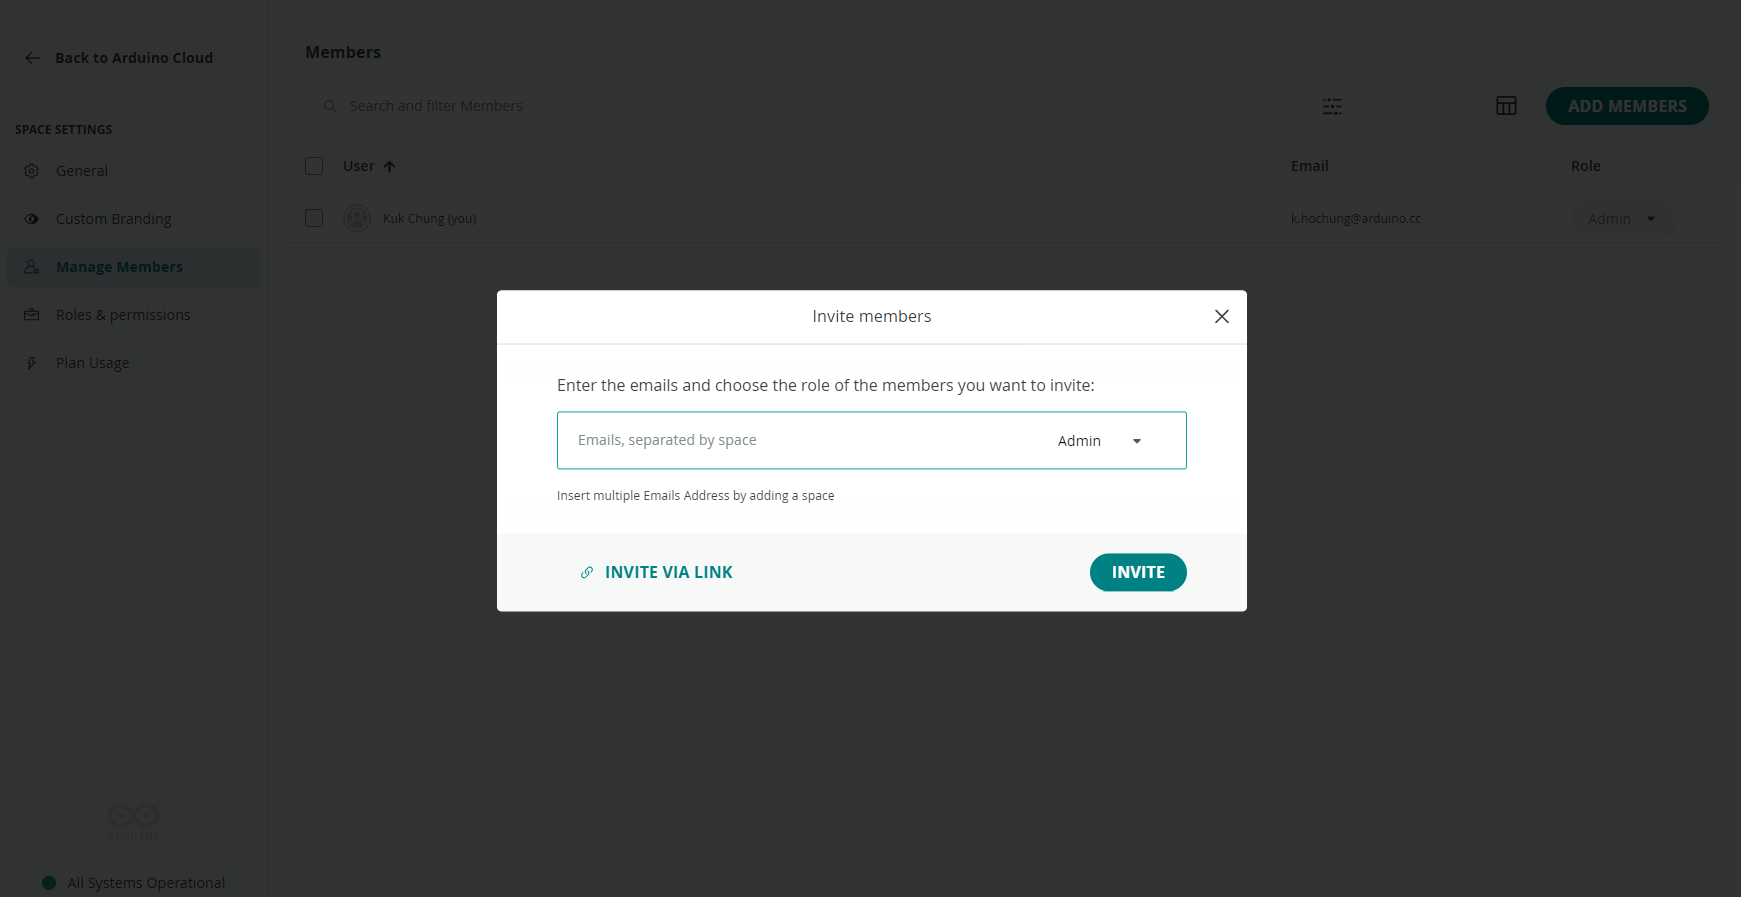 Back to Arduino Cloud
SPACE SETTINGS
General
Custom Branding
Manage Members
Roles & permissions
Plan Usage
ARDUINO
All Systems Operational
Members
Search and filter Members
ADD MEMBERS
User Email Role
Kuk Chung (you) k.hochung@arduino.cc Admin
Invite members
Enter the emails and choose the role of the members you want to invite:
Emails, separated by space Admin
Insert multiple Emails Address by adding a space
INVITE VIA LINK INVITE